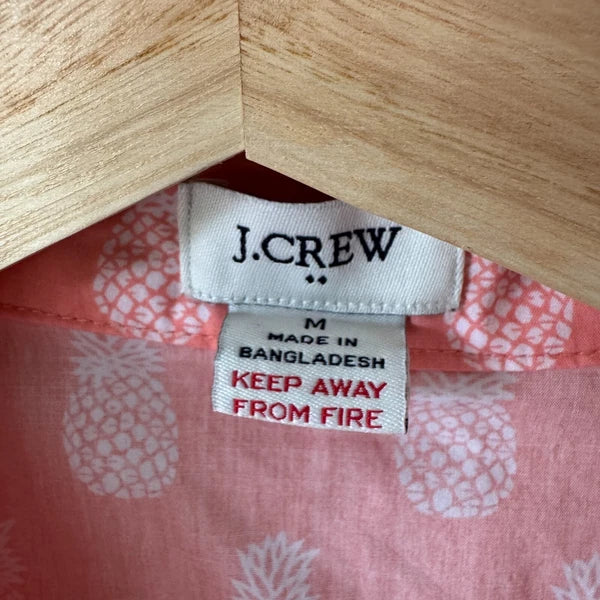 J.CREW
M
MADE IN
BANGLADESH
KEEP AWAY
FROM FIRE